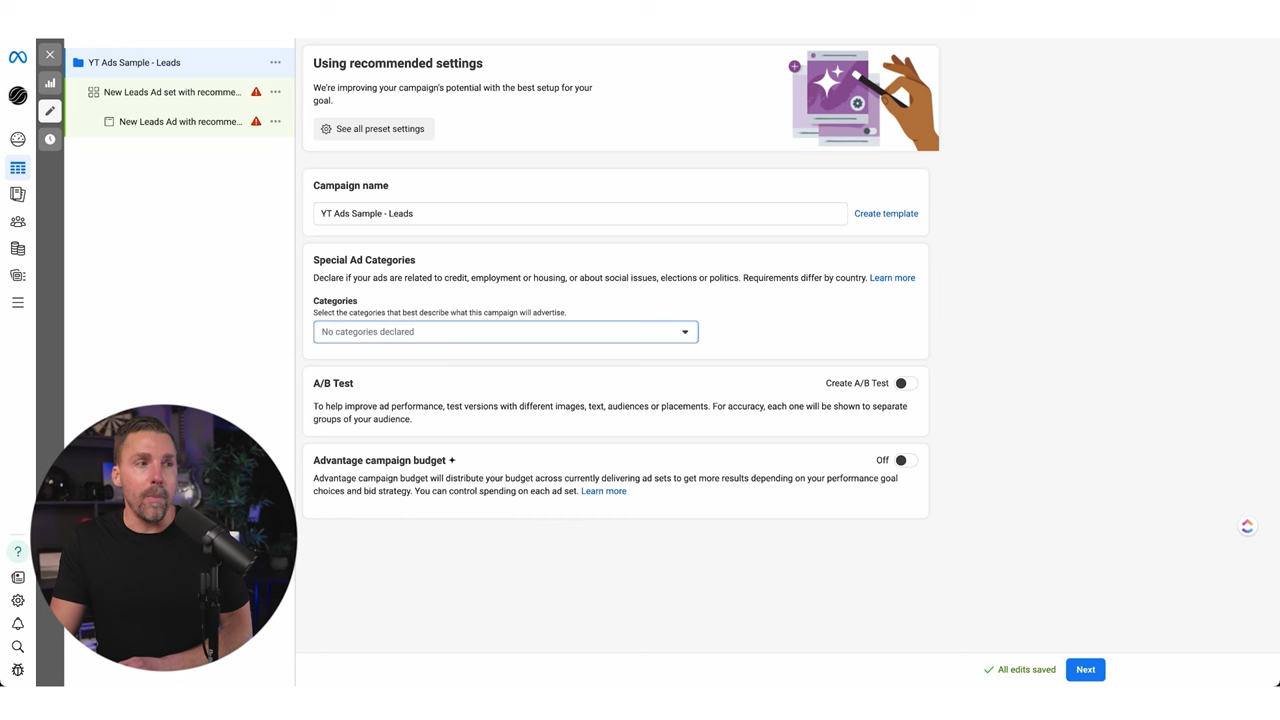 YT Ads Sample - Leads
New Leads Ad set with recomme...
New Leads Ad with recomme...
Using recommended settings
We're improving your campaign's potential with the best setup for your
goal.
See all preset settings
Campaign name
YT Ads Sample - Leads
Create template
Special Ad Categories
Declare if your ads are related to credit, employment or housing, or about social issues, elections or politics. Requirements differ by country. Learn more
Categories
Select the categories that best describe what this campaign will advertise.
No categories declared
A/B Test
Create A/B Test
To help improve ad performance, test versions with different images, text, audiences or placements. For accuracy, each one will be shown to separate
groups of your audience.
Advantage campaign budget
Off
Advantage campaign budget will distribute your budget across currently delivering ad sets to get more results depending on your performance goal
choices and bid strategy. You can control spending on each ad set. Learn more
?
All edits saved
Next